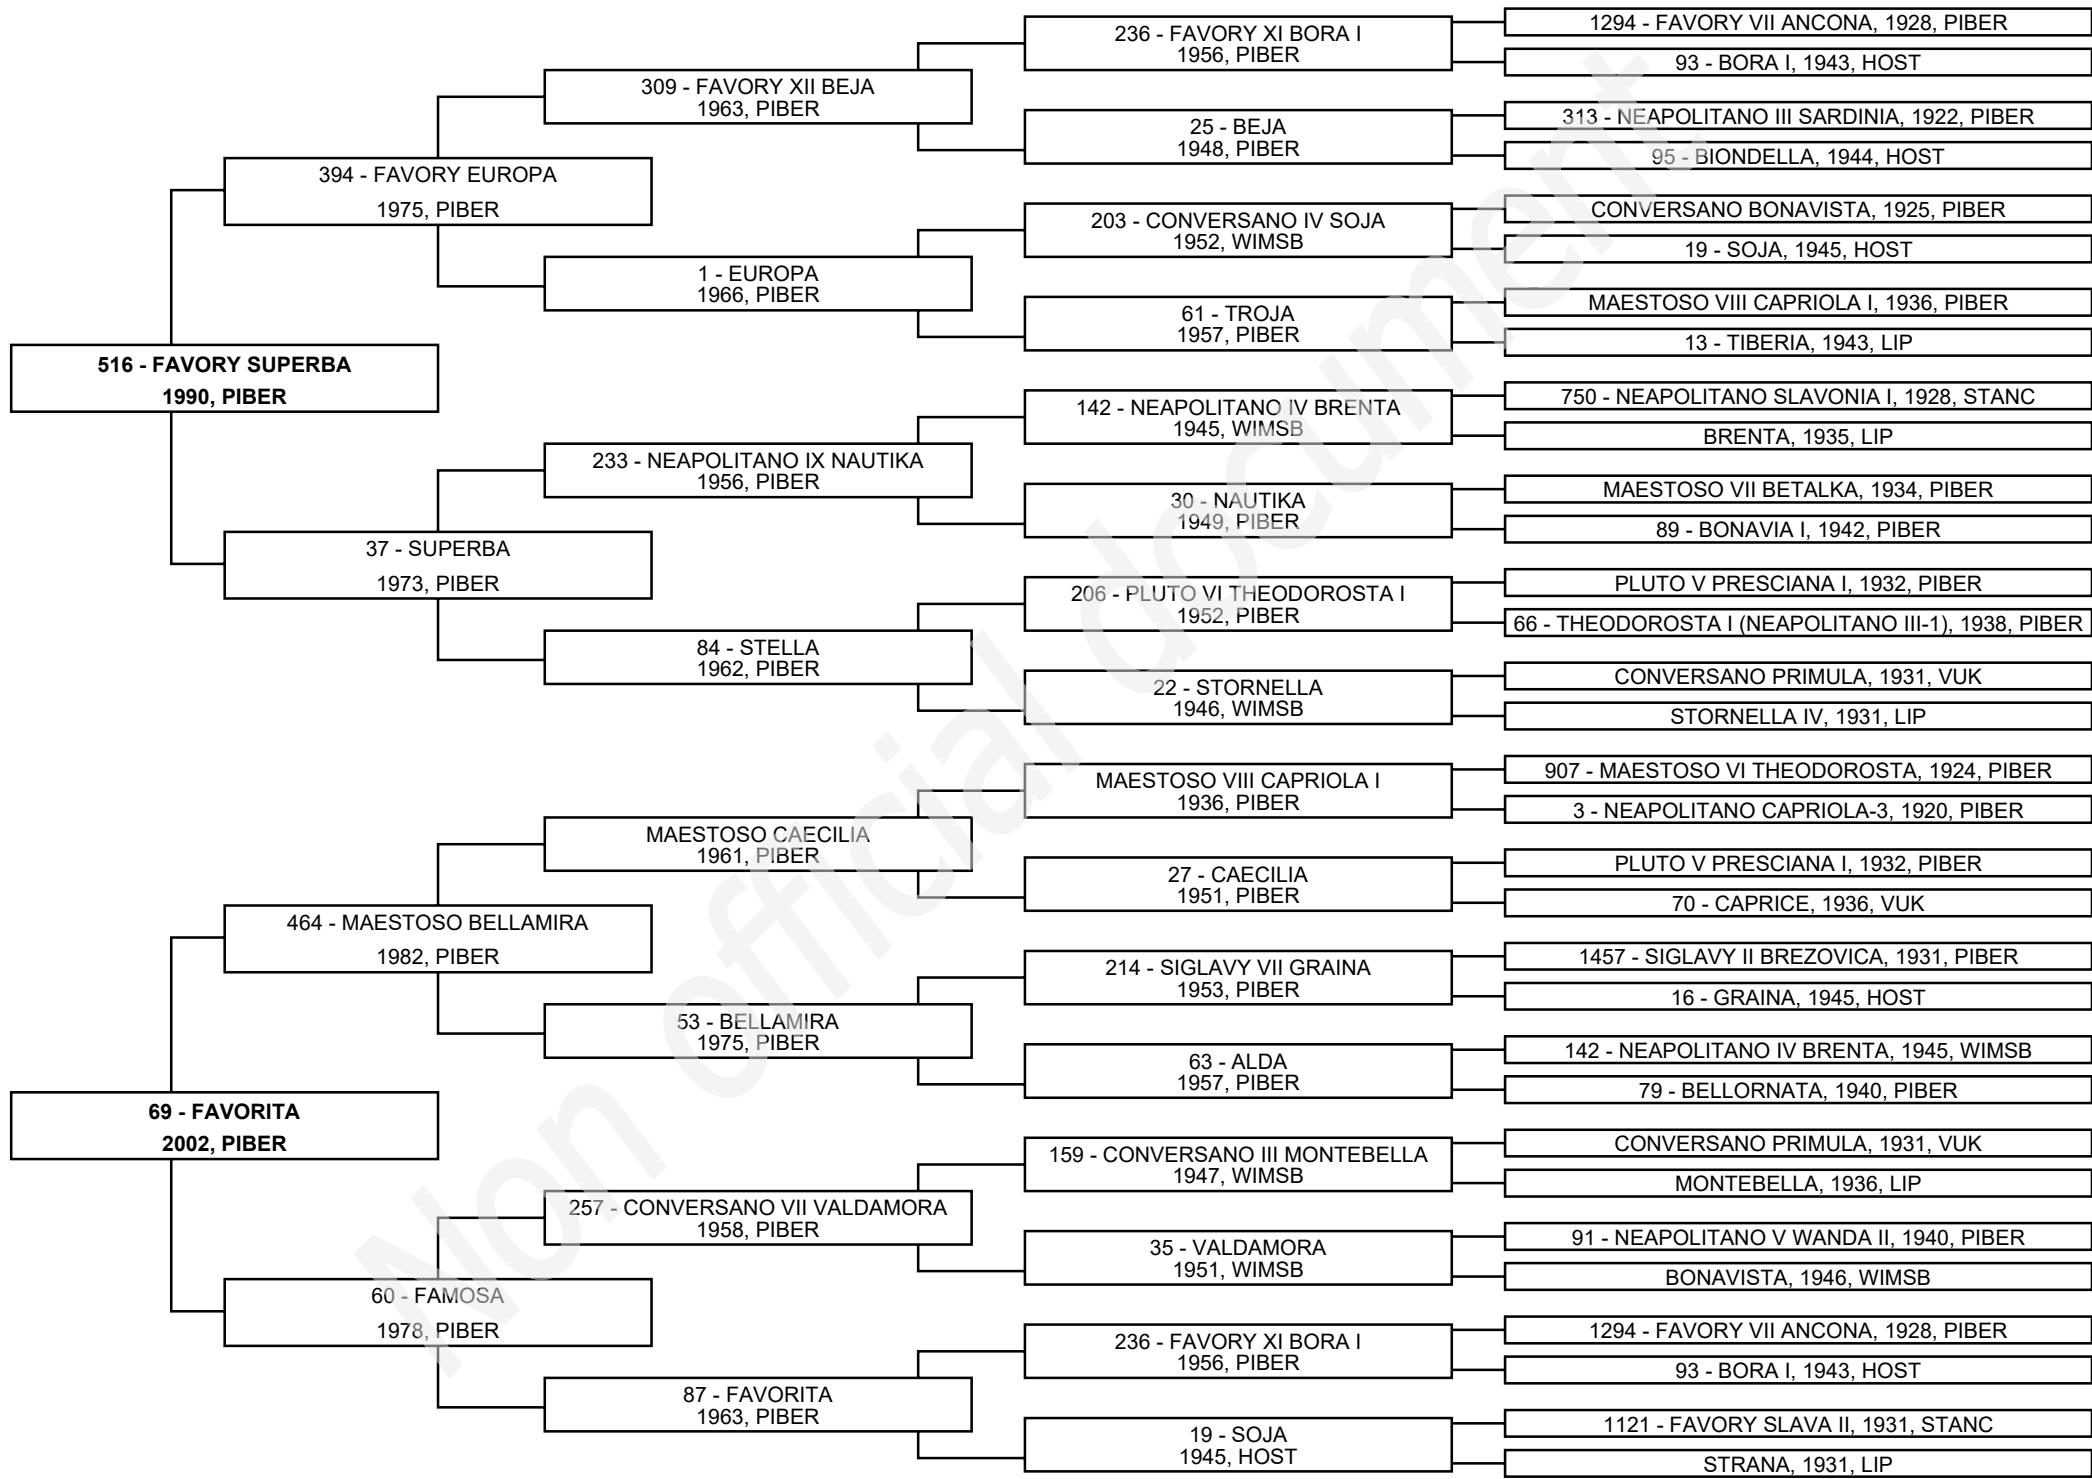 516 - FAVORY SUPERBA
1990, PIBER
69 - FAVORITA
2002, PIBER
394 - FAVORY EUROPA
1975, PIBER
37 - SUPERBA
1973, PIBER
464 - MAESTOSO BELLAMIRA
1982, PIBER
60 - FAMOSA
1978, PIBER
309 - FAVORY XII BEJA
1963, PIBER
1 - EUROPA
1966, PIBER
233 - NEAPOLITANO IX NAUTIKA
1956, PIBER
84 - STELLA
1962, PIBER
MAESTOSO CAECILIA
1961, PIBER
53 - BELLAMIRA
1975, PIBER
257 - CONVERSANO VII VALDAMORA
1958, PIBER
87 - FAVORITA
1963, PIBER
236 - FAVORY XI BORA I
1956, PIBER
25 - BEJA
1948, PIBER
203 - CONVERSANO IV SOJA
1952, WIMSB
61 - TROJA
1957, PIBER
142 - NEAPOLITANO IV BRENTA
1945, WIMSB
30 - NAUTIKA
1949, PIBER
206 - PLUTO VI THEODOROSTA I
1952, PIBER
22 - STORNELLA
1946, WIMSB
MAESTOSO VIII CAPRIOLA I
1936, PIBER
27 - CAECILIA
1951, PIBER
214 - SIGLAVY VII GRAINA
1953, PIBER
63 - ALDA
1957, PIBER
159 - CONVERSANO III MONTEBELLA
1947, WIMSB
35 - VALDAMORA
1951, WIMSB
236 - FAVORY XI BORA I
1956, PIBER
19 - SOJA
1945, HOST
1294 - FAVORY VII ANCONA, 1928, PIBER
93 - BORA I, 1943, HOST
313 - NEAPOLITANO III SARDINIA, 1922, PIBER
95 - BIONDELLA, 1944, HOST
CONVERSANO BONAVISTA, 1925, PIBER
19 - SOJA, 1945, HOST
MAESTOSO VIII CAPRIOLA I, 1936, PIBER
13 - TIBERIA, 1943, LIP
750 - NEAPOLITANO SLAVONIA I, 1928, STANC
BRENTA, 1935, LIP
MAESTOSO VII BETALKA, 1934, PIBER
89 - BONAVIA I, 1942, PIBER
PLUTO V PRESCIANA I, 1932, PIBER
66 - THEODOROSTA I (NEAPOLITANO III-1), 1938, PIBER
CONVERSANO PRIMULA, 1931, VUK
STORNELLA IV, 1931, LIP
907 - MAESTOSO VI THEODOROSTA, 1924, PIBER
3 - NEAPOLITANO CAPRIOLA-3, 1920, PIBER
PLUTO V PRESCIANA I, 1932, PIBER
70 - CAPRICE, 1936, VUK
1457 - SIGLAVY II BREZOVICA, 1931, PIBER
16 - GRAINA, 1945, HOST
142 - NEAPOLITANO IV BRENTA, 1945, WIMSB
79 - BELLORNATA, 1940, PIBER
CONVERSANO PRIMULA, 1931, VUK
MONTEBELLA, 1936, LIP
91 - NEAPOLITANO V WANDA II, 1940, PIBER
BONAVISTA, 1946, WIMSB
1294 - FAVORY VII ANCONA, 1928, PIBER
93 - BORA I, 1943, HOST
1121 - FAVORY SLAVA II, 1931, STANC
STRANA, 1931, LIP
Non official document